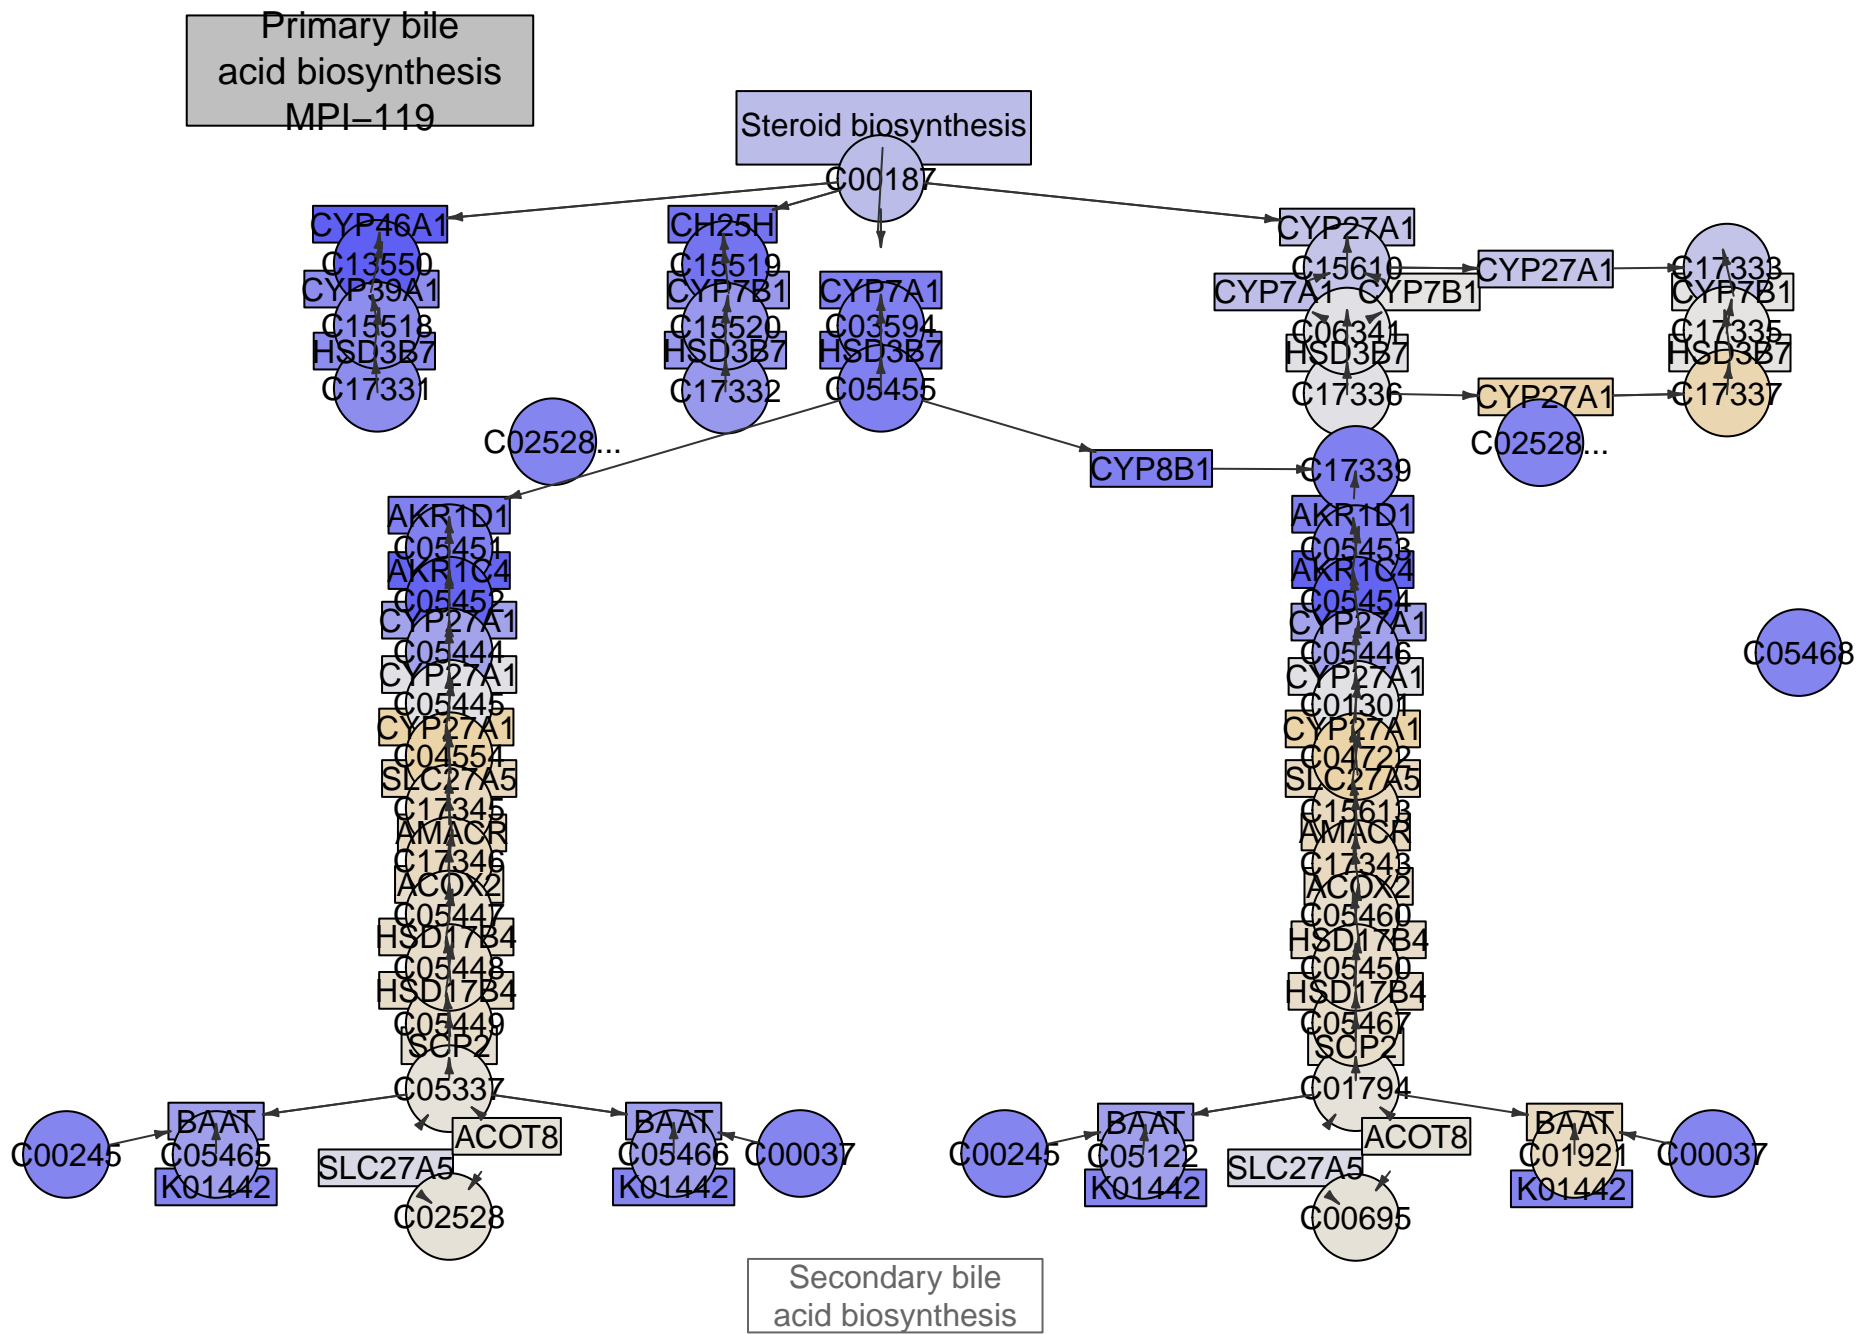 Primary bile
acid biosynthesis
MPI−119
Steroid biosynthesis
C00187
CYP46A1
CH25H
CYP27A1
C13550
C15519
C15610
CYP27A1
C17333
CYP39A1
CYP7B1
CYP7A1
CYP7A1
CYP7B1
CYP7B1
C15518
C15520
C03594
C06341
C17335
HSD3B7
HSD3B7
HSD3B7
HSD3B7
HSD3B7
C17331
C17332
C05455
C17336
CYP27A1
C17337
C02528...
C02528...
CYP8B1
C17339
AKR1D1
AKR1D1
C05451
C05453
AKR1C4
AKR1C4
C05452
C05454
CYP27A1
CYP27A1
C05444
C05446
C05468
CYP27A1
CYP27A1
C05445
C01301
CYP27A1
CYP27A1
C04554
C04722
SLC27A5
SLC27A5
C17345
C15613
AMACR
AMACR
C17346
C17343
ACOX2
ACOX2
C05447
C05460
HSD17B4
HSD17B4
C05448
C05450
HSD17B4
HSD17B4
C05449
C05467
SCP2
SCP2
C05337
C01794
BAAT
BAAT
BAAT
BAAT
ACOT8
ACOT8
C00245
C05465
C05466
C00037
C00245
C05122
C01921
C00037
SLC27A5
SLC27A5
K01442
K01442
K01442
K01442
C02528
C00695
Secondary bile
acid biosynthesis